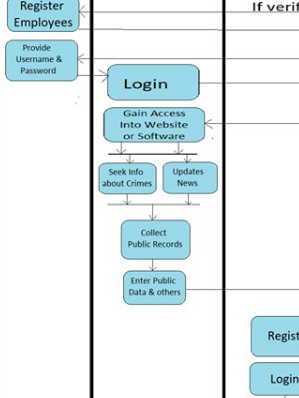 Register
Employees
If verif
Provide
Username &
Password
Login
Gain Access
Into Website
or Software
Seek Info
about Crimes
Updates
News
Collect
Public Records
Enter Public
Data & others
Regist
Login